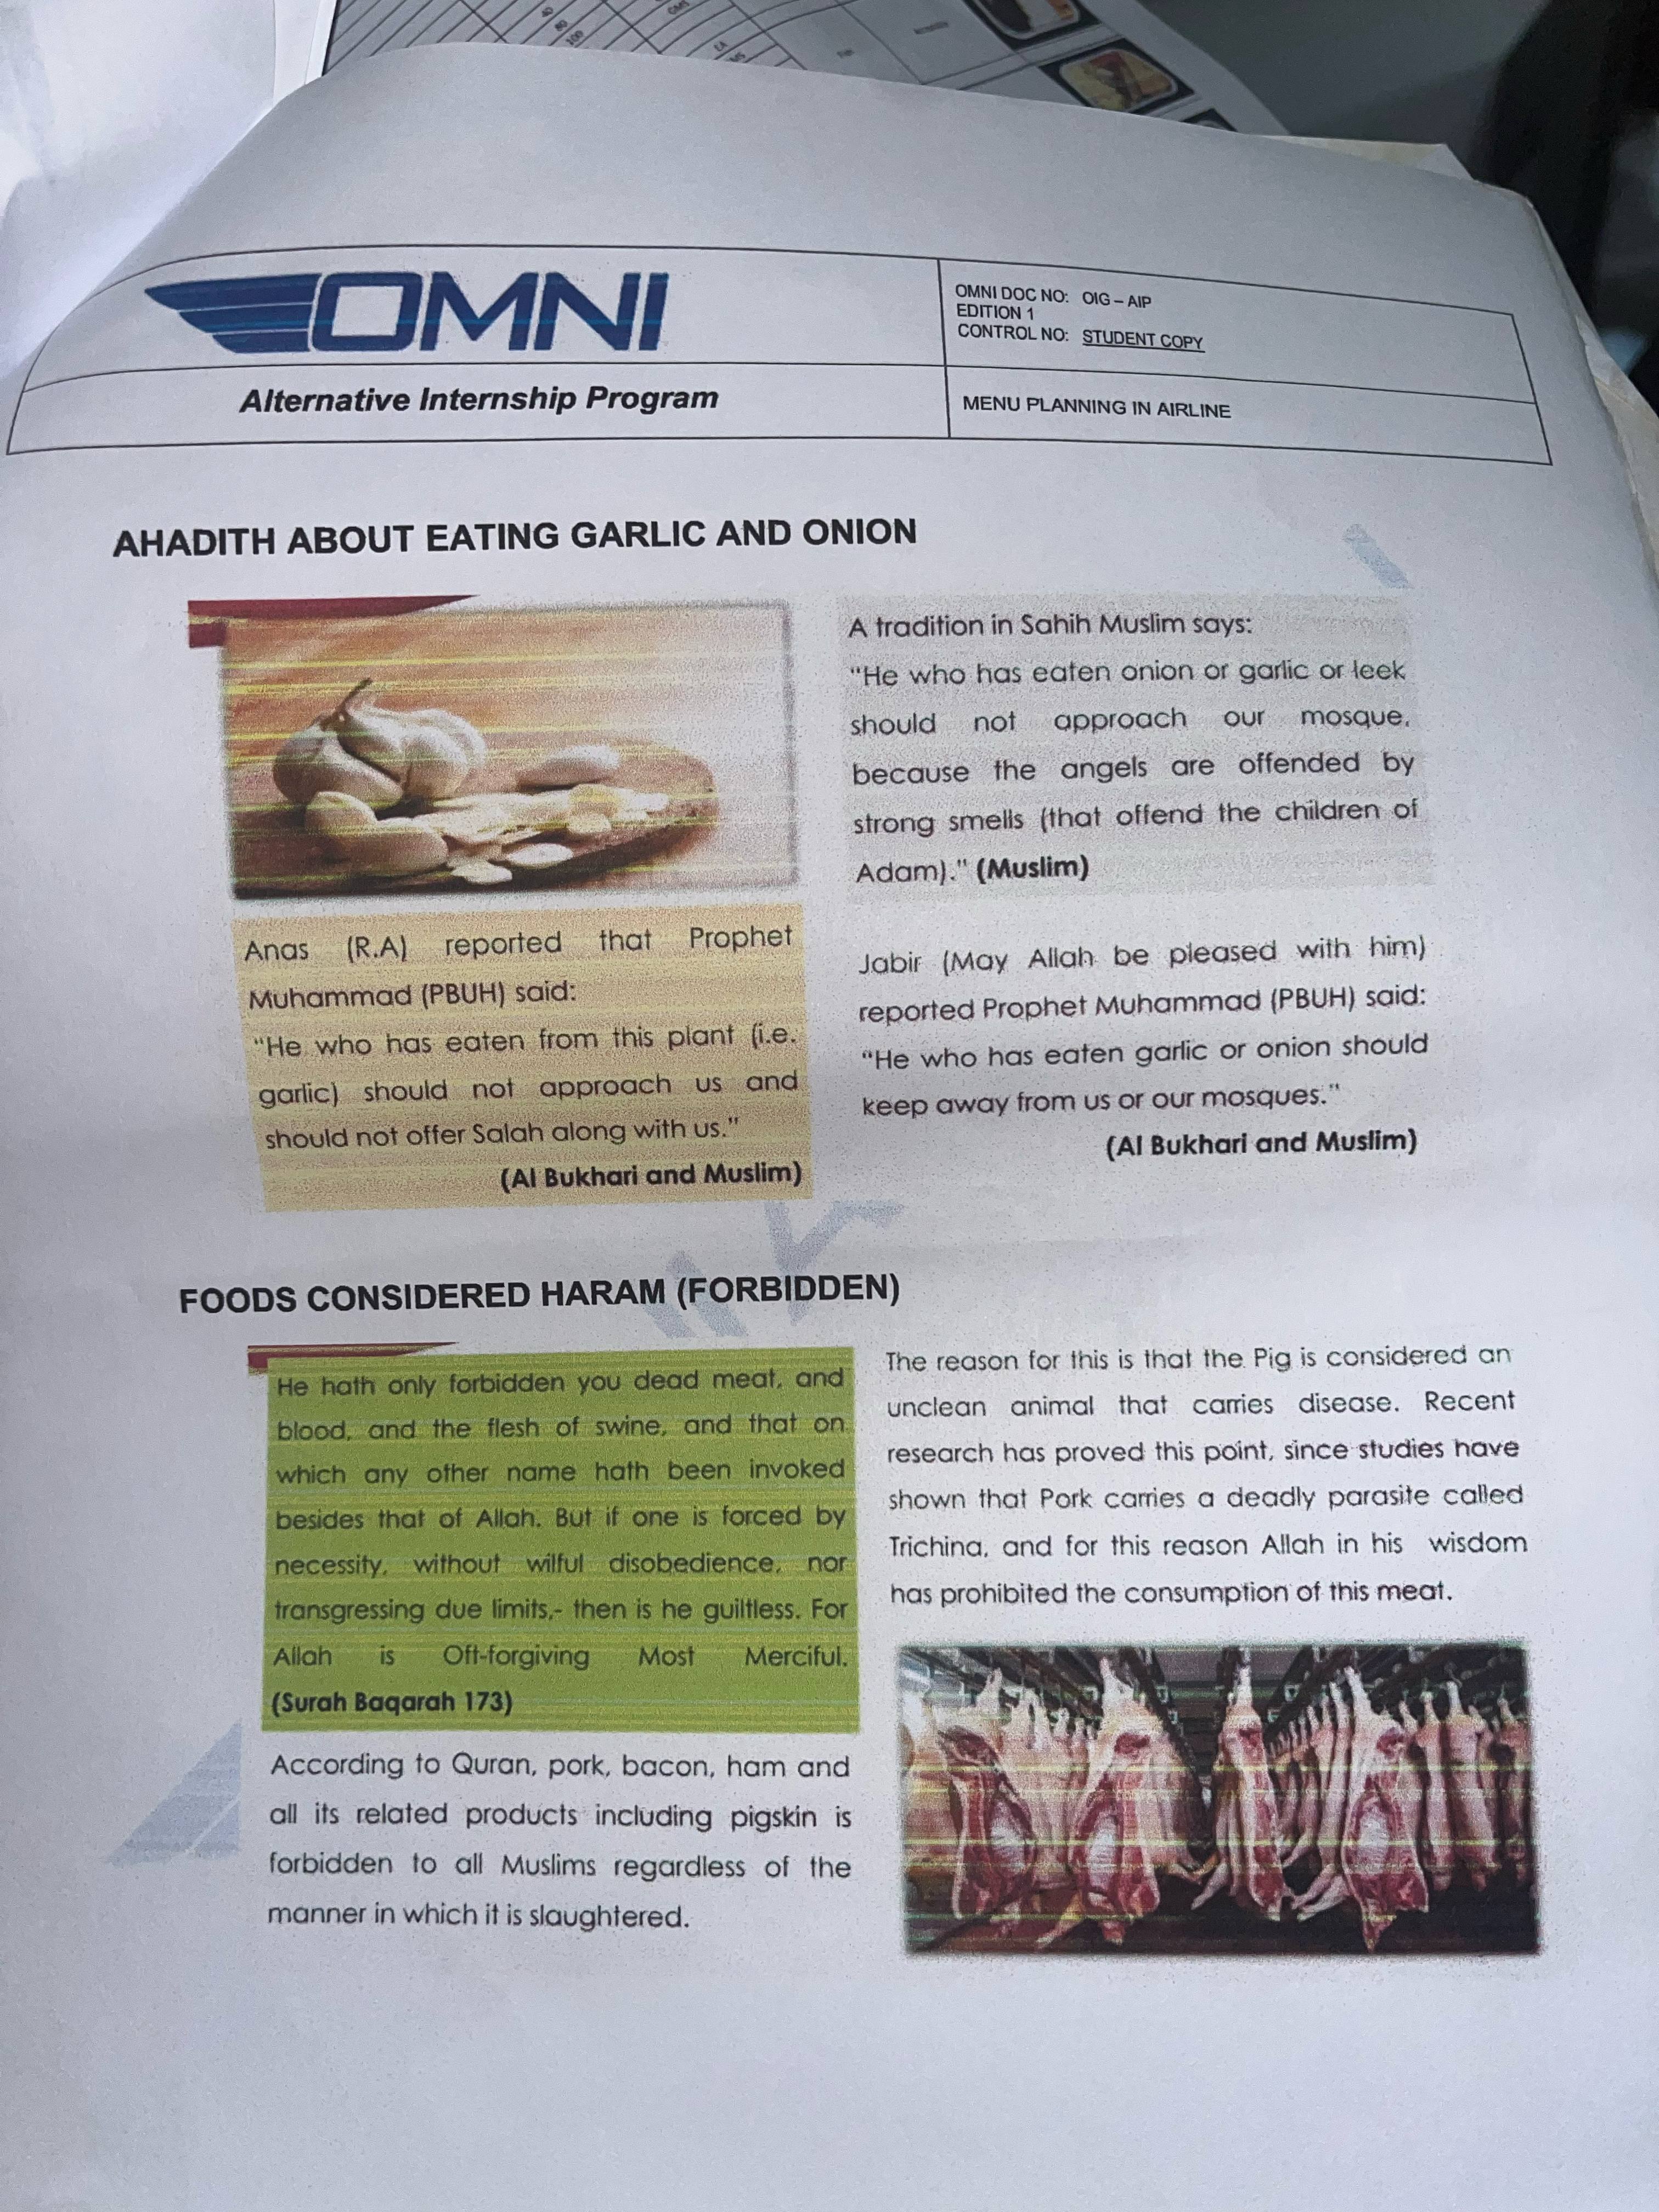 OMNI
Alternative Internship Program
OMNI DOC NO: OIG – AIP
EDITION 1
CONTROL NO: STUDENT COPY
MENU PLANNING IN AIRLINE
AHADITH ABOUT EATING GARLIC AND ONION
Anas (R.A) reported that Prophet
Muhammad (PBUH) said:
“He who has eaten from this plant (i.e.
garlic) should not approach us and
should not offer Salah along with us.”
(Al Bukhari and Muslim)
A tradition in Sahih Muslim says:
“He who has eaten onion or garlic or leek
should not approach our mosque,
because the angels are offended by
strong smells (that offend the children of
Adam).” (Muslim)
Jabir (May Allah be pleased with him)
reported Prophet Muhammad (PBUH) said:
“He who has eaten garlic or onion should
keep away from us or our mosques.”
(Al Bukhari and Muslim)
FOODS CONSIDERED HARAM (FORBIDDEN)
He hath only forbidden you dead meat, and
blood, and the flesh of swine, and that on
which any other name hath been invoked
besides that of Allah. But if one is forced by
necessity, without wilful disobedience, nor
transgressing due limits,- then is he guiltless. For
Allah is Oft-forgiving Most Merciful.
(Surah Baqarah 173)
According to Quran, pork, bacon, ham and
all its related products including pigskin is
forbidden to all Muslims regardless of the
manner in which it is slaughtered.
The reason for this is that the Pig is considered an
unclean animal that carries disease. Recent
research has proved this point, since studies have
shown that Pork carries a deadly parasite called
Trichina, and for this reason Allah in his wisdom
has prohibited the consumption of this meat.